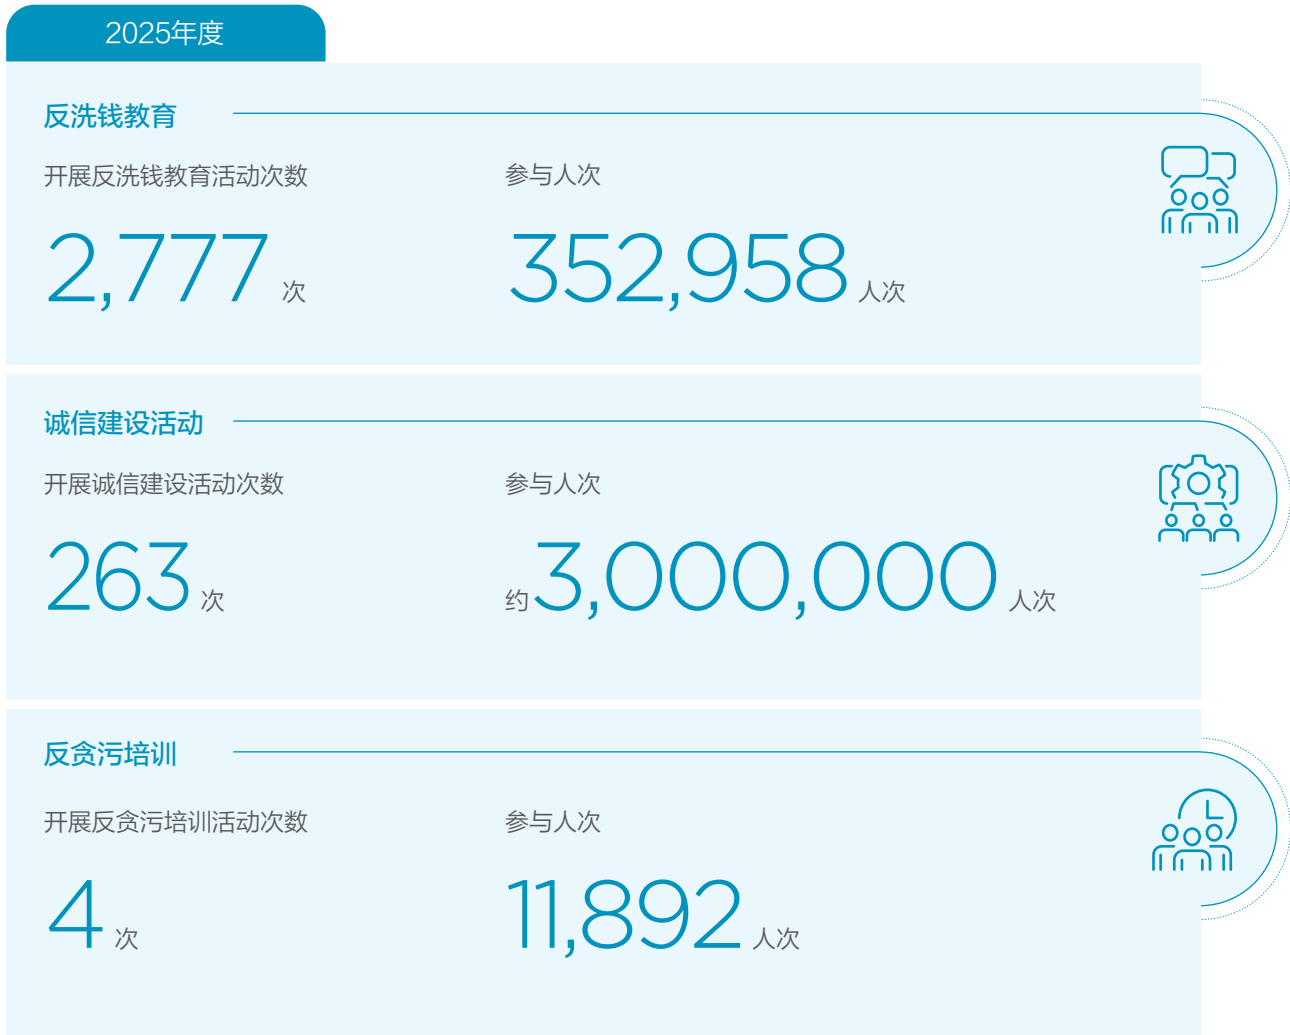 2025年度
反洗钱教育
开展反洗钱教育活动次数
参与人次
2,777 次
352,958 人次
诚信建设活动
开展诚信建设活动次数
参与人次
263 次
约 3,000,000 人次
反贪污培训
开展反贪污培训活动次数
参与人次
4 次
11,892 人次